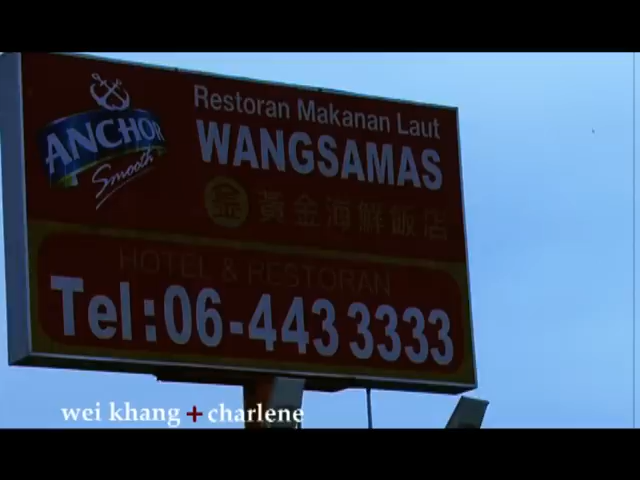 ANCHOR
Smooth
Restoran Makanan Laut
WANGSAMAS
金 黃金海鮮飯店
HOTEL & RESTORAN
Tel:06-443 3333
wei khang + charlene